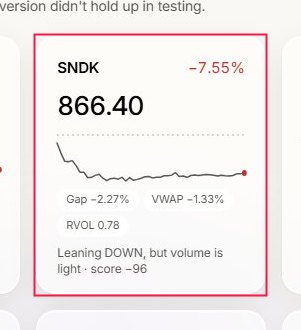 version didn't hold up in testing.
SNDK −7.55%
866.40
Gap −2.27% VWAP −1.33%
RVOL 0.78
Leaning DOWN, but volume is
light · score −96